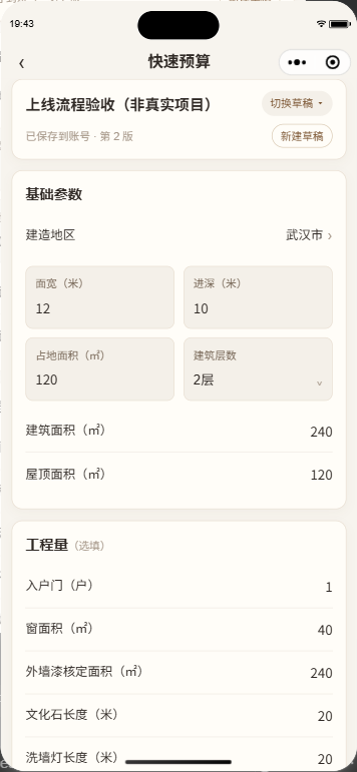 19:43
快速预算
上线流程验收（非真实项目）
切换草稿
已保存到账号 · 第 2 版
新建草稿
基础参数
建造地区 武汉市
面宽（米） 进深（米）
12 10
占地面积（㎡） 建筑层数
120 2层
建筑面积（㎡） 240
屋顶面积（㎡） 120
工程量（选填）
入户门（户） 1
窗面积（㎡） 40
外墙漆核定面积（㎡） 240
文化石长度（米） 20
洗墙灯长度（米） 20